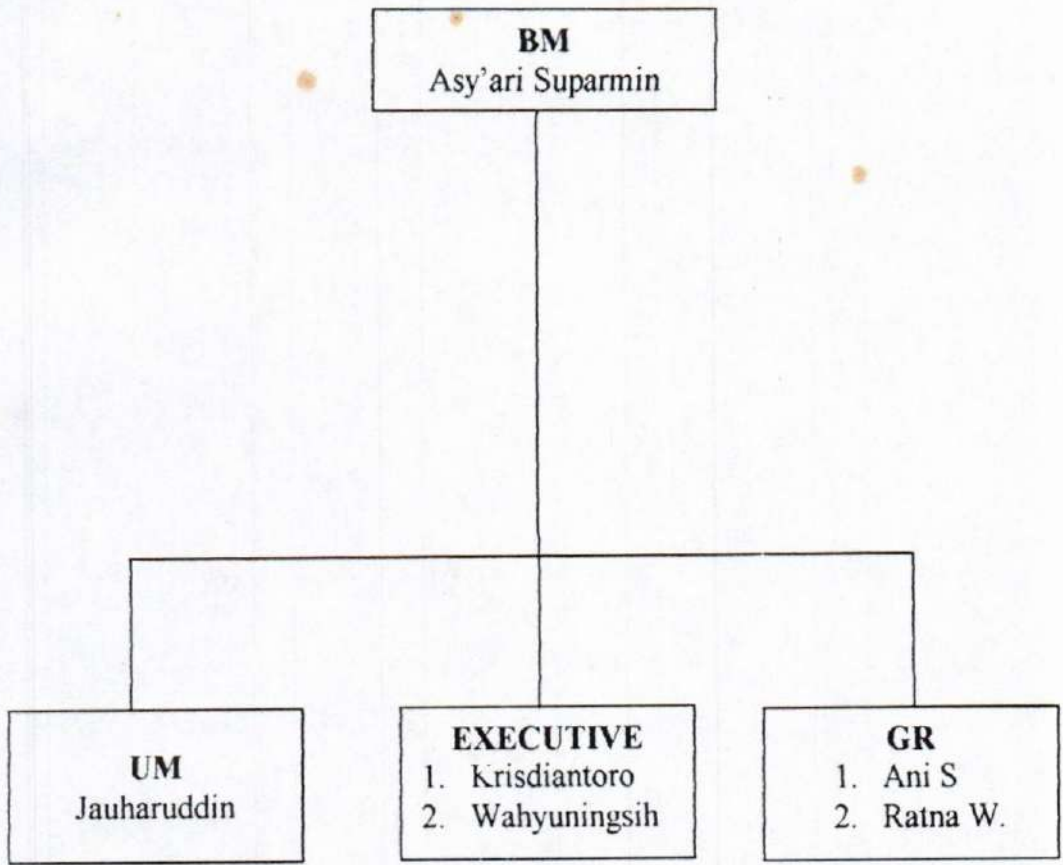 BM
Asy'ari Suparmin
UM
Jauharuddin
EXECUTIVE
1. Krisdiantoro
2. Wahyuningsih
GR
1. Ani S
2. Ratna W.